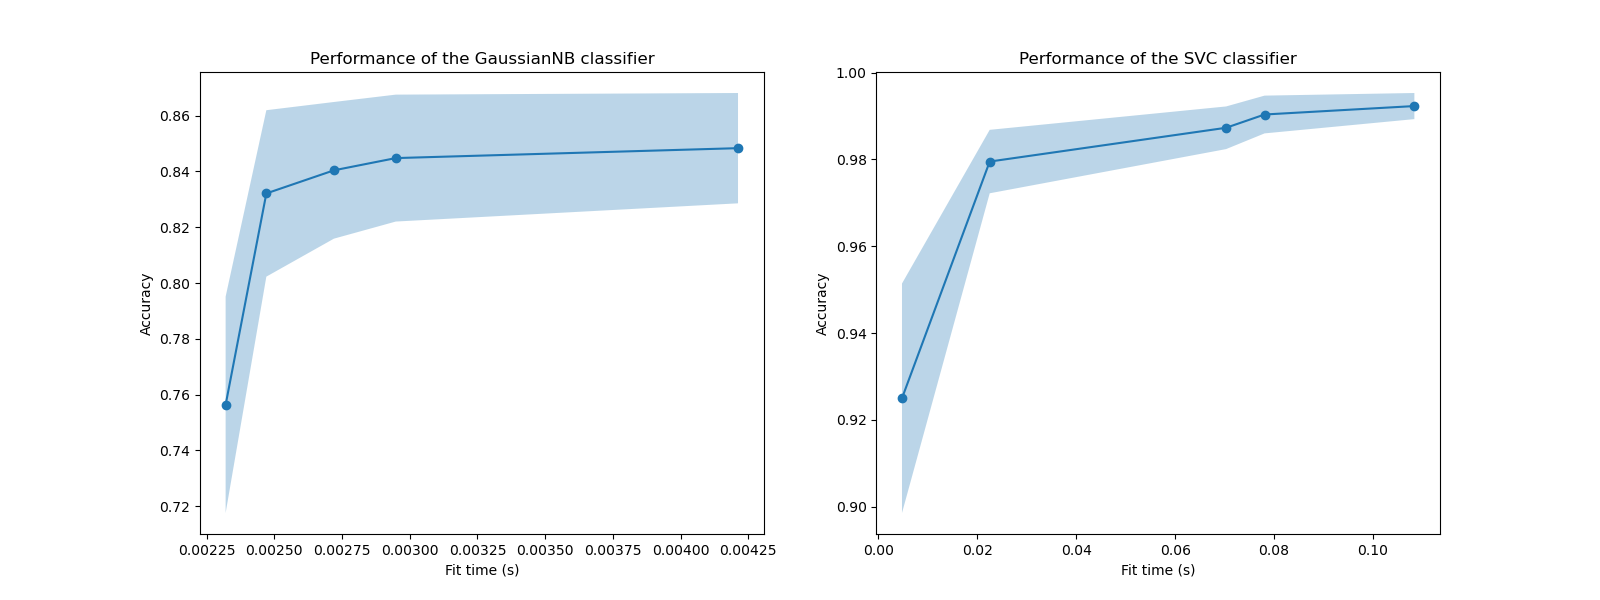 Performance of the GaussianNB classifier
0.86
0.84
0.82
0.80
0.78
0.76
0.74
0.72
Accuracy
0.00225 0.00250 0.00275 0.00300 0.00325 0.00350 0.00375 0.00400 0.00425
Fit time (s)
Performance of the SVC classifier
1.00
0.98
0.96
0.94
0.92
0.90
Accuracy
0.00 0.02 0.04 0.06 0.08 0.10
Fit time (s)